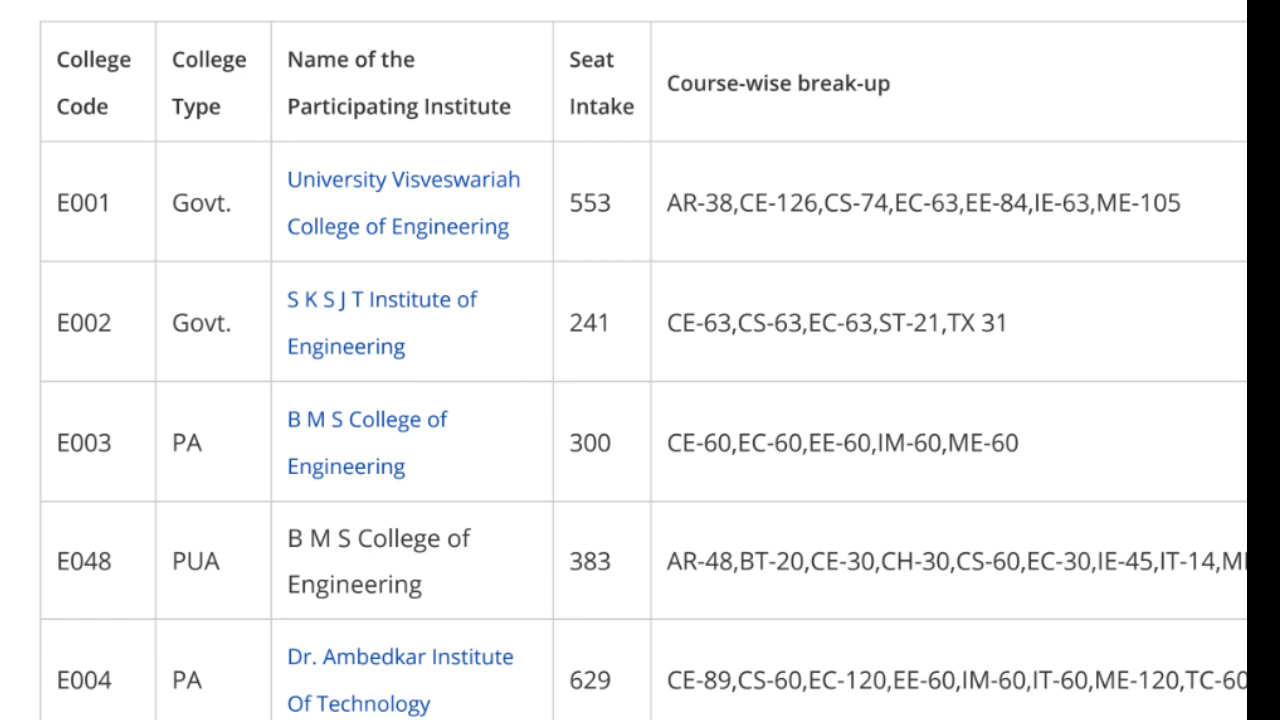 College Code College Type Name of the Participating Institute Seat Intake Course-wise break-up
E001 Govt. University Visveswariah College of Engineering 553 AR-38,CE-126,CS-74,EC-63,EE-84,IE-63,ME-105
E002 Govt. S K S J T Institute of Engineering 241 CE-63,CS-63,EC-63,ST-21,TX 31
E003 PA B M S College of Engineering 300 CE-60,EC-60,EE-60,IM-60,ME-60
E048 PUA B M S College of Engineering 383 AR-48,BT-20,CE-30,CH-30,CS-60,EC-30,IE-45,IT-14,
E004 PA Dr. Ambedkar Institute Of Technology 629 CE-89,CS-60,EC-120,EE-60,IM-60,IT-60,ME-120,TC-60